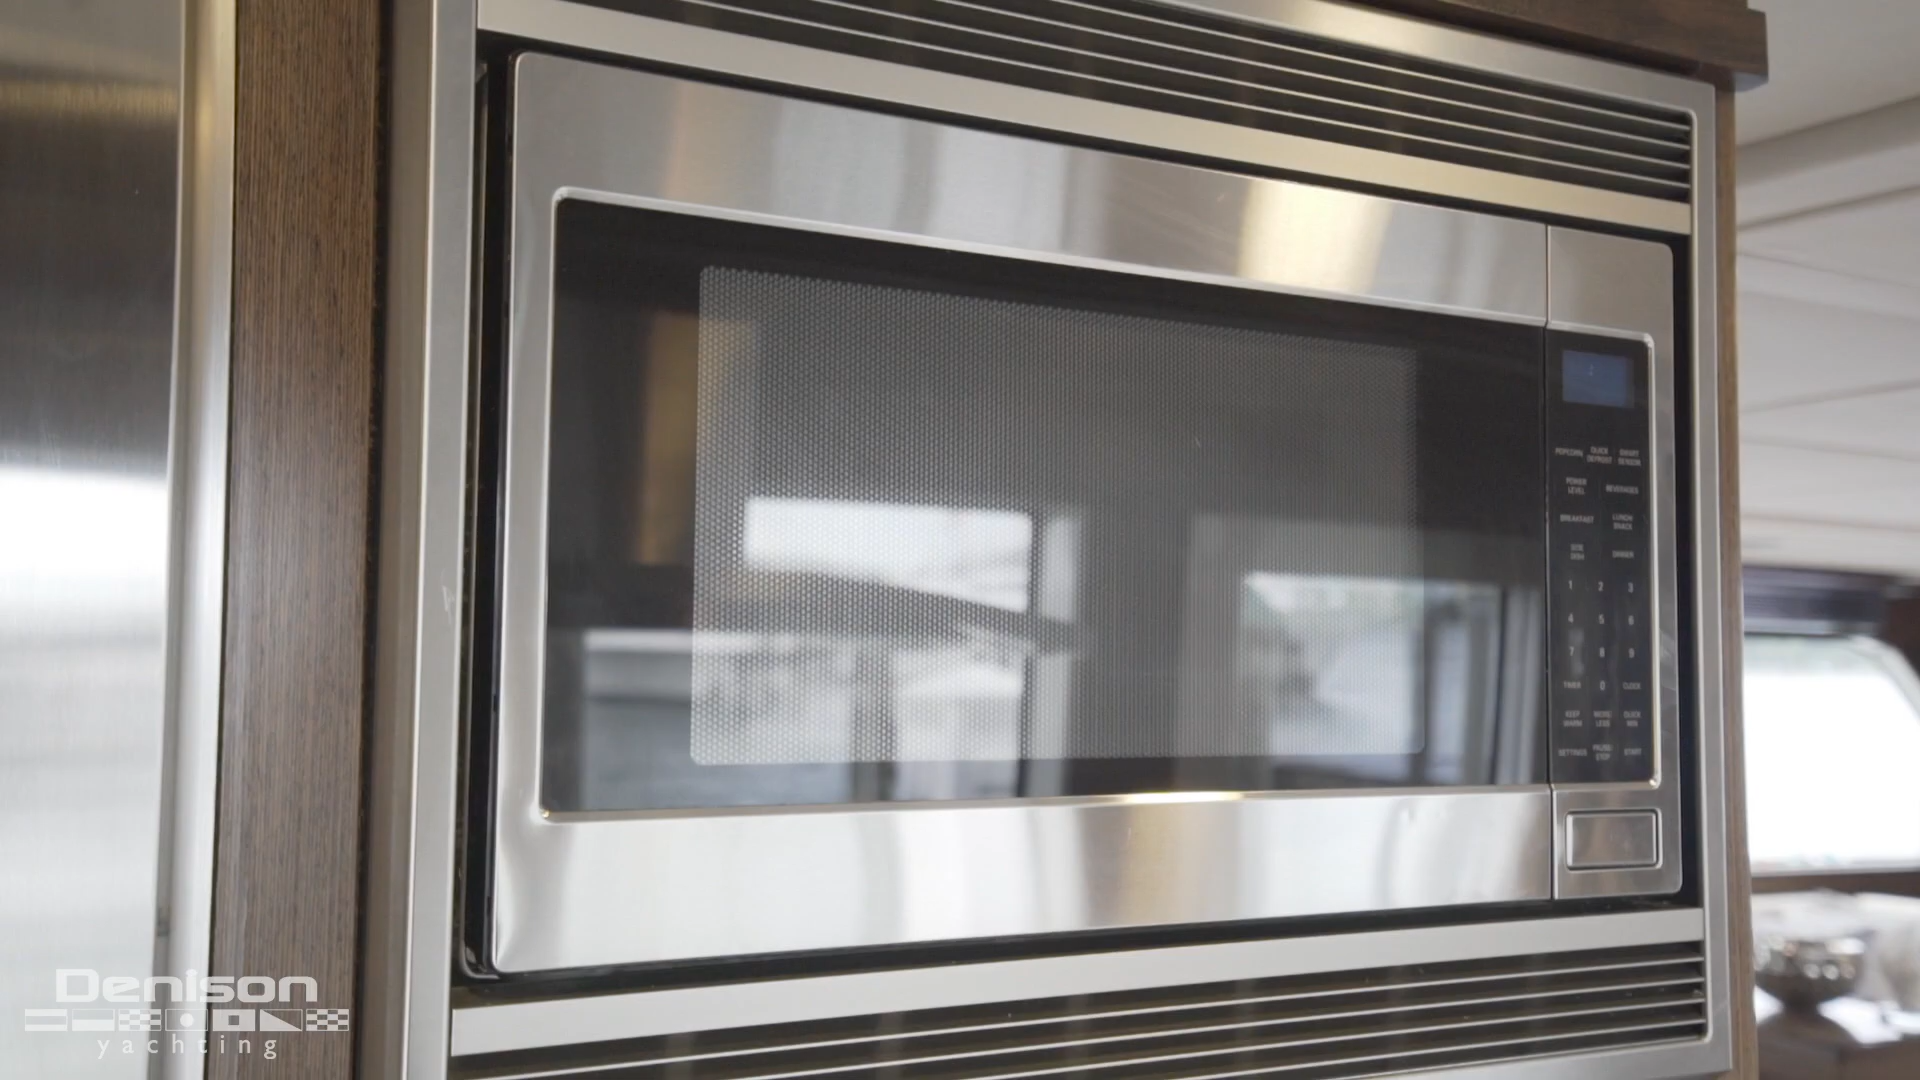 POPCORN QUICK DEFROST SMART SENSOR
POWER LEVEL BEVERAGES
BREAKFAST LUNCH SNACK
SIDE DISH DINNER
1 2 3
4 5 6
7 8 9
TIMER 0 CLOCK
KEEP WARM MORE LESS QUICK MIN
SETTINGS PAUSE STOP START
Denison
yachting